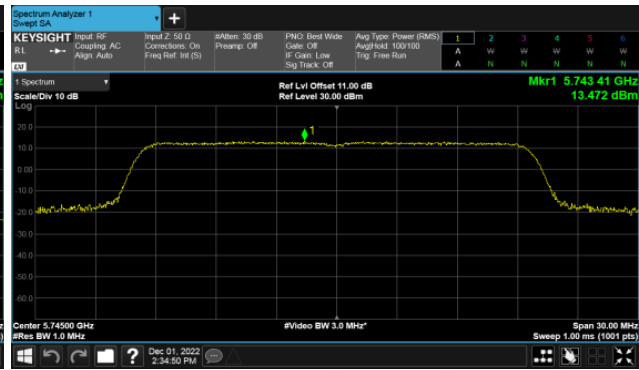 Spectrum Analyzer 1
Swept SA
+
KEYSIGHT Input: RF Input Z: 50 Ω #Atten: 30 dB PNO: Best Wide Avg Type: Power (RMS) 1 2 3 4 5 6
RL Coupling: AC Corrections: On Preamp: Off Gate: Off Avg|Hold: 100/100 A W W W W W
Align: Auto Freq Ref: Int (S) IF Gain: Low Trig: Free Run
LXI Sig Track: Off A N N N N N
1 Spectrum Ref Lvl Offset 11.00 dB Mkr1 5.743 41 GHz
Scale/Div 10 dB Ref Level 30.00 dBm 13.472 dBm
Log
20.0
1
10.0
0.00
-10.0
-20.0
-30.0
-40.0
-50.0
-60.0
Center 5.74500 GHz #Video BW 3.0 MHz* Span 30.00 MHz
#Res BW 1.0 MHz Sweep 1.00 ms (1001 pts)
? Dec 01, 2022
2:34:50 PM